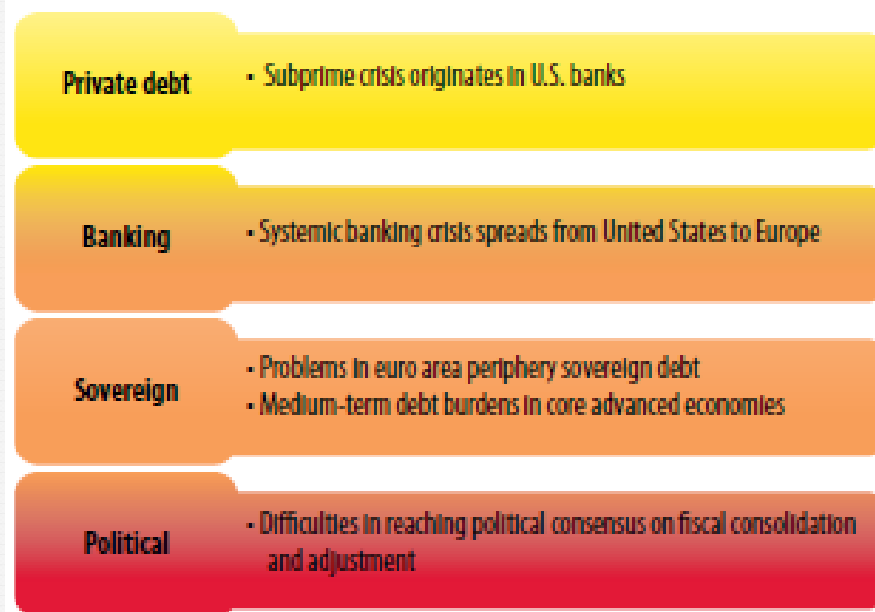 Private debt
• Subprime crisis originates in U.S. banks
Banking
• Systemic banking crisis spreads from United States to Europe
Sovereign
• Problems in euro area periphery sovereign debt
• Medium-term debt burdens in core advanced economies
Political
• Difficulties in reaching political consensus on fiscal consolidation
and adjustment